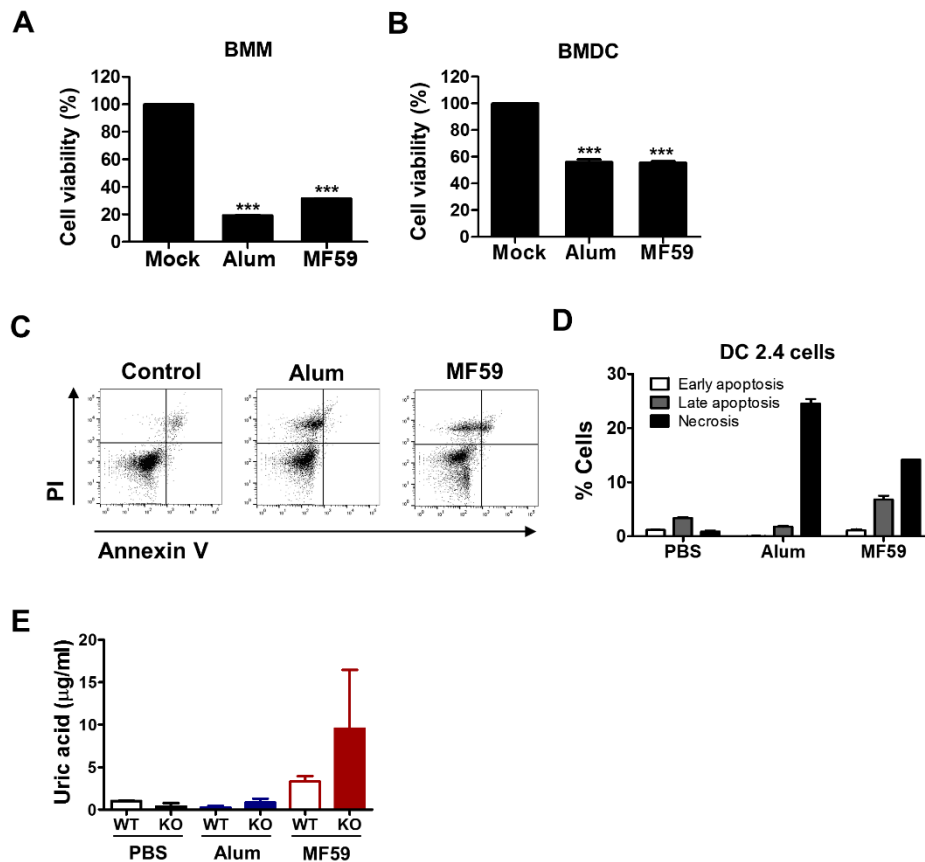 A
BMM
Cell viability (%)
120
100
80
60
40
20
0
***
***
Mock Alum MF59
B
BMDC
Cell viability (%)
120
100
80
60
40
20
0
***
***
Mock Alum MF59
C
Control Alum MF59
PI
Annexin V
D
DC 2.4 cells
% Cells
30
20
10
0
Early apoptosis
Late apoptosis
Necrosis
PBS Alum MF59
E
Uric acid (μg/ml)
20
15
10
5
0
WT KO WT KO WT KO
PBS Alum MF59